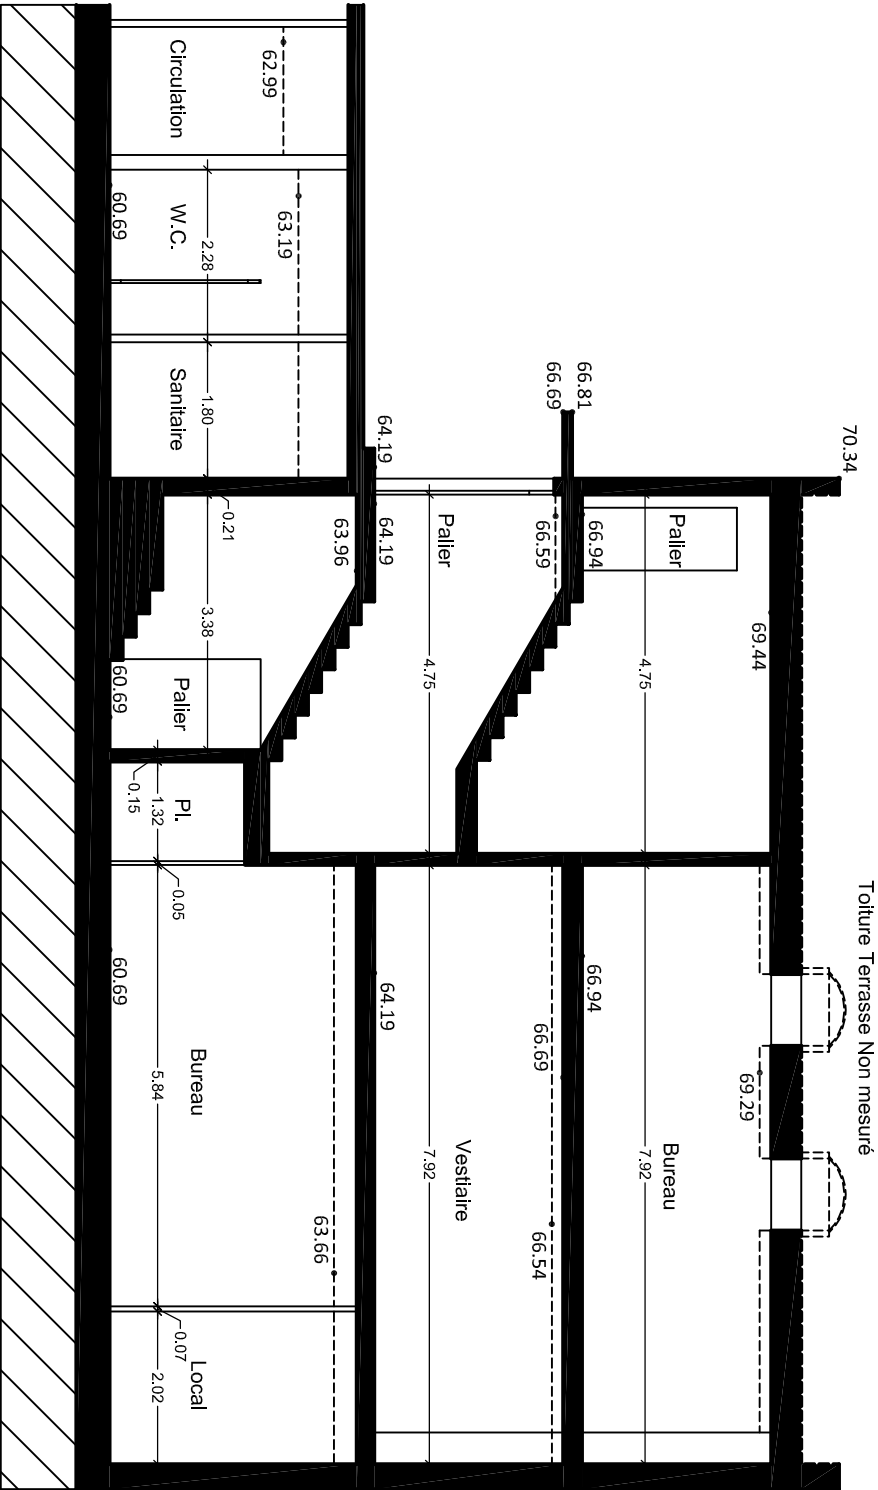 Toiture Terrasse Non mesuré
70.34
69.44
69.29
Palier
Bureau
4.75
7.92
66.81
66.69
66.94
66.94
66.59
66.69
66.54
Palier
Vestiaire
4.75
7.92
64.19
64.19
64.19
63.96
63.66
62.99
63.19
Circulation
W.C.
Sanitaire
2.28
1.80
0.21
3.38
Palier
Pl.
Bureau
Local
0.15
1.32
0.05
5.84
0.07
2.02
60.69
60.69
60.69